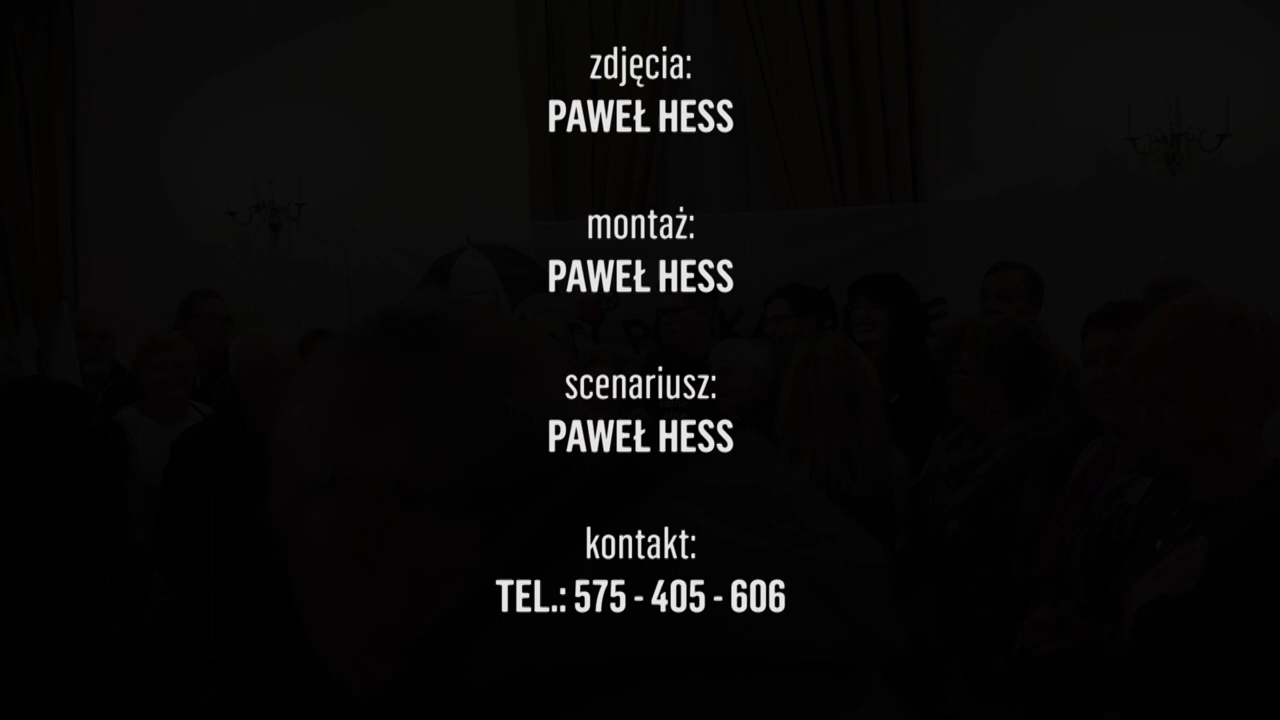 zdjęcia:
PAWEŁ HESS
montaż:
PAWEŁ HESS
scenariusz:
PAWEŁ HESS
kontakt:
TEL.: 575 - 405 - 606